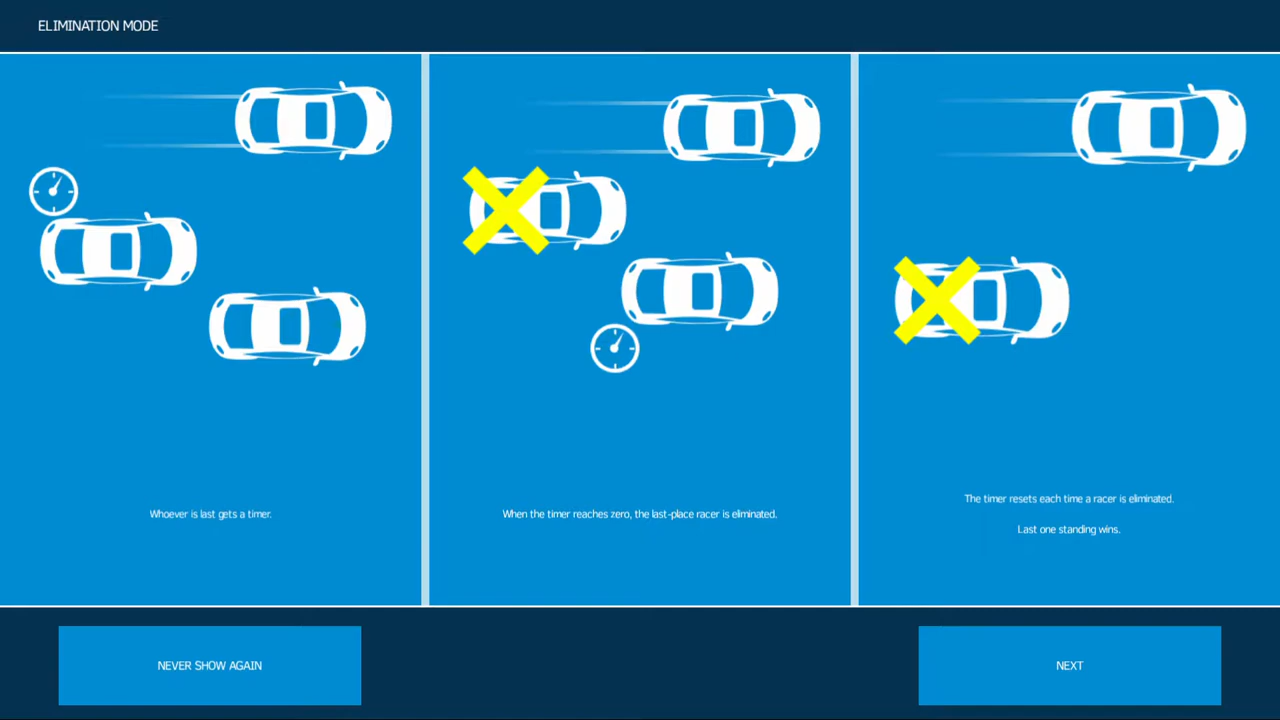 ELIMINATION MODE
Whoever is last gets a timer.
When the timer reaches zero, the last-place racer is eliminated.
The timer resets each time a racer is eliminated.
Last one standing wins.
NEVER SHOW AGAIN
NEXT